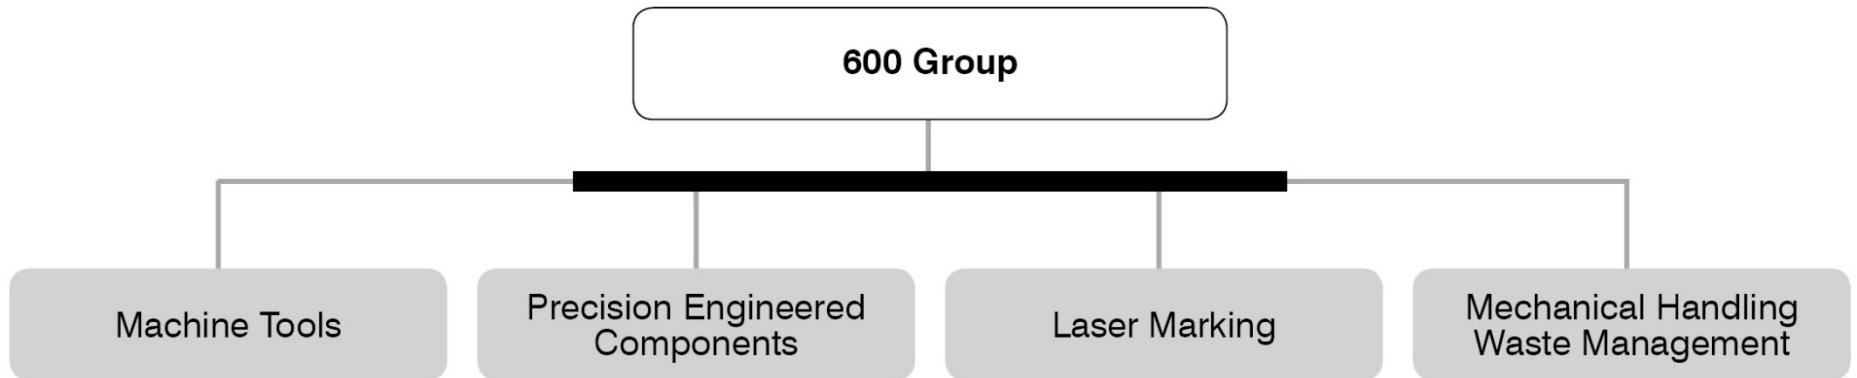 600 Group
Machine Tools
Precision Engineered
Components
Laser Marking
Mechanical Handling
Waste Management